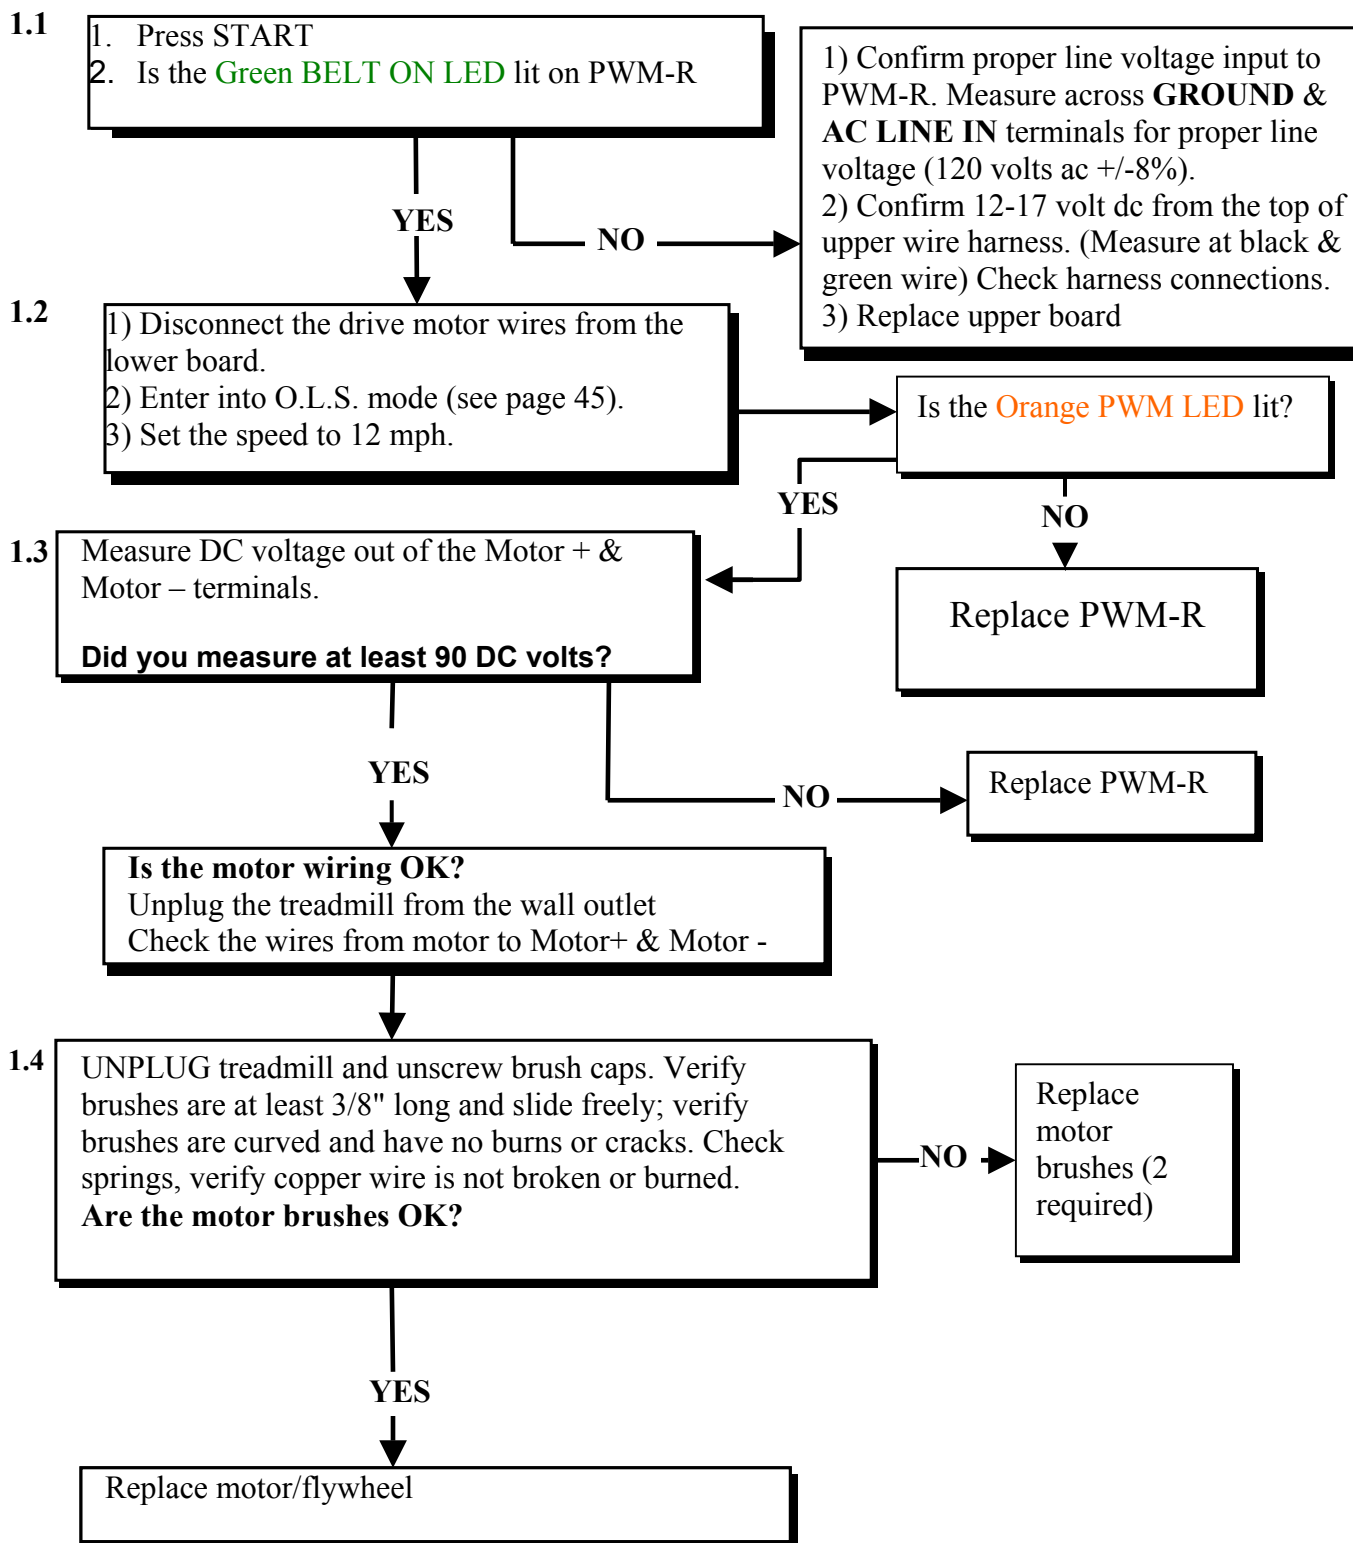 1.1
1. Press START
2. Is the Green BELT ON LED lit on PWM-R
1) Confirm proper line voltage input to
PWM-R. Measure across GROUND &
AC LINE IN terminals for proper line
voltage (120 volts ac +/-8%).
2) Confirm 12-17 volt dc from the top of
upper wire harness. (Measure at black &
green wire) Check harness connections.
3) Replace upper board
YES
NO
1.2
1) Disconnect the drive motor wires from the
lower board.
2) Enter into O.L.S. mode (see page 45).
3) Set the speed to 12 mph.
Is the Orange PWM LED lit?
YES
NO
1.3
Measure DC voltage out of the Motor + &
Motor – terminals.
Did you measure at least 90 DC volts?
Replace PWM-R
YES
NO
Replace PWM-R
Is the motor wiring OK?
Unplug the treadmill from the wall outlet
Check the wires from motor to Motor+ & Motor -
1.4
UNPLUG treadmill and unscrew brush caps. Verify
brushes are at least 3/8" long and slide freely; verify
brushes are curved and have no burns or cracks. Check
springs, verify copper wire is not broken or burned.
Are the motor brushes OK?
NO
Replace
motor
brushes (2
required)
YES
Replace motor/flywheel